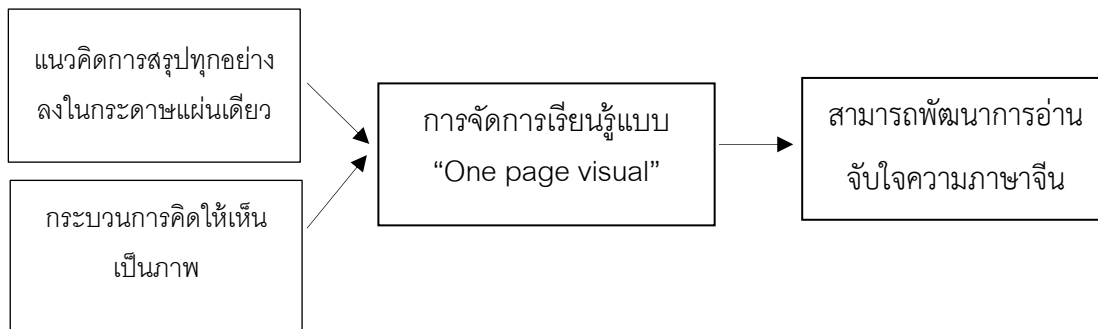 แนวคิดการสรุปทุกอย่าง
ลงในกระดาษแผ่นเดียว
กระบวนการคิดให้เห็น
เป็นภาพ
การจัดการเรียนรู้แบบ
“One page visual”
สามารถพัฒนาการอ่าน
จับใจความภาษาจีน